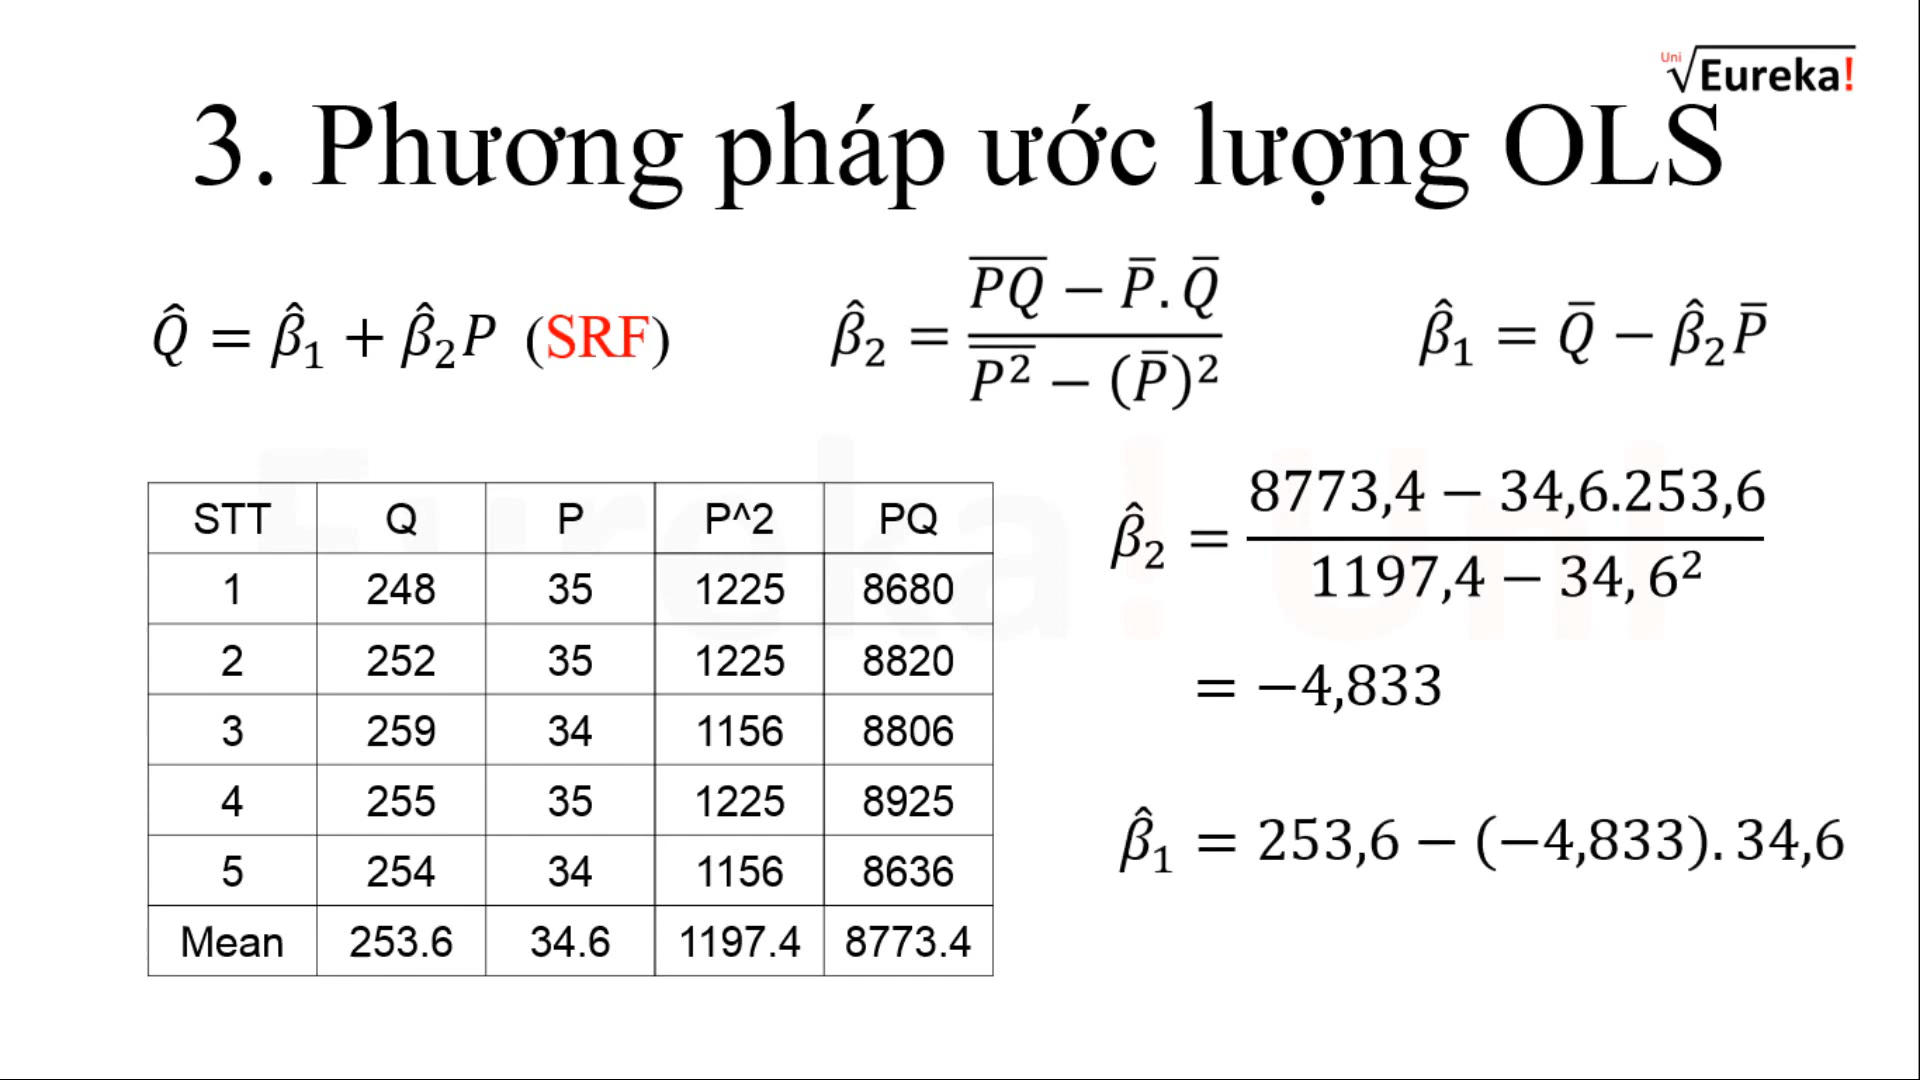 Uni √Eureka!
3. Phương pháp ước lượng OLS
Q̂ = β̂₁ + β̂₂P (SRF)
β̂₂ = (P̅Q̅ − P̄.Q̄) / (P̅²̅ − (P̄)²)
β̂₁ = Q̄ − β̂₂P̄
STT Q P P^2 PQ
1 248 35 1225 8680
2 252 35 1225 8820
3 259 34 1156 8806
4 255 35 1225 8925
5 254 34 1156 8636
Mean 253.6 34.6 1197.4 8773.4
β̂₂ = (8773,4 − 34,6.253,6) / (1197,4 − 34,6²)
= −4,833
β̂₁ = 253,6 − (−4,833).34,6
Eureka! Uni